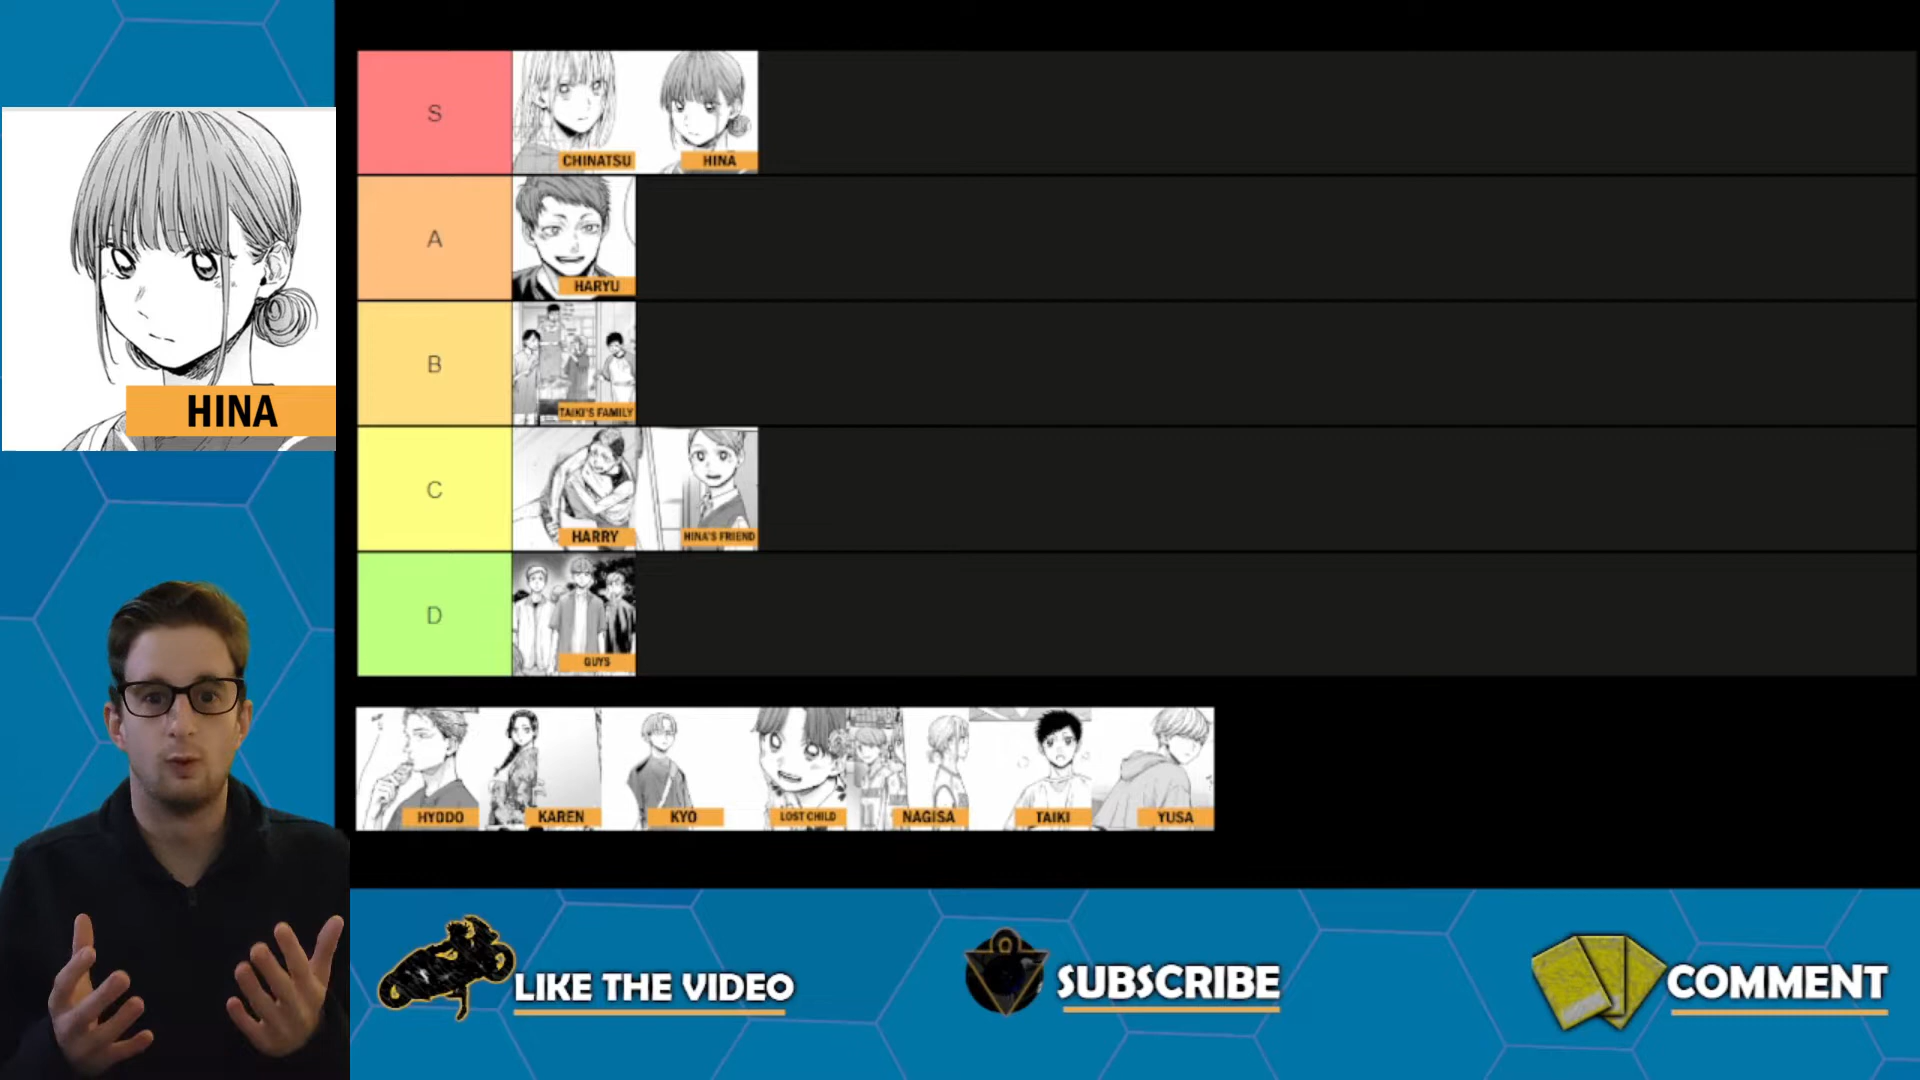 HINA
S
CHINATSU
HINA
A
HARYU
B
TAIKI'S FAMILY
C
HARRY
HINA'S FRIEND
D
GUYS
HYODO
KAREN
KYO
LOST CHILD
NAGISA
TAIKI
YUSA
LIKE THE VIDEO
SUBSCRIBE
COMMENT